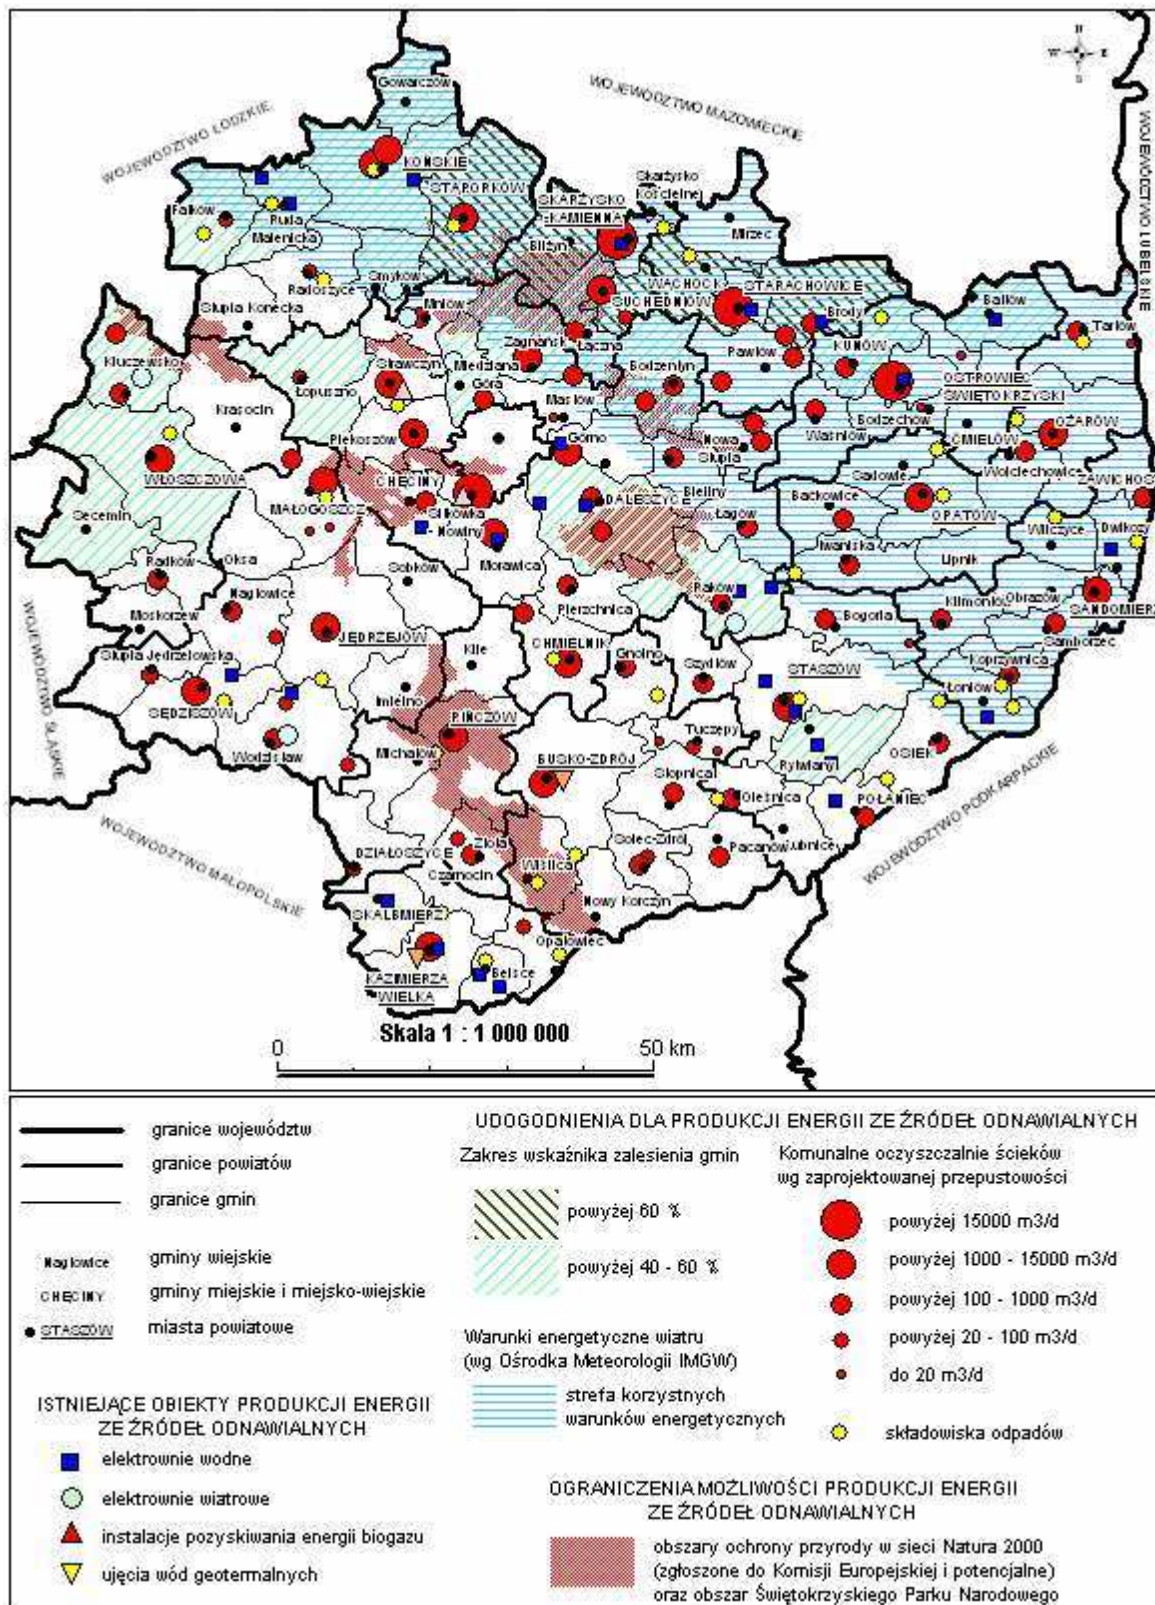 N
W E
S
WOJEWÓDZTWO ŁÓDZKIE
WOJEWÓDZTWO MAZOWIECKIE
WOJEWÓDZTWO LUBELSKIE
Gowarczów
KOŃSKIE
STĄPORKÓW
Skarżysko
Kościelne
SKARŻYSKO
-KAMIENNA
Mirzec
Fałków
Ruda
Maleniecka
Bliżyn
WĄCHOCK
STARACHOWICE
Radoszyce
Smyków
SUCHEDNIÓW
Brody
Bałtów
Tarłów
Słupia Konecka
Mniów
Zagnańsk
Łączna
Pawłów
KUNÓW
Kluczewsko
Łopuszno
Strawczyn
Miedziana
Góra
Bodzentyn
OSTROWIEC
ŚWIĘTOKRZYSKI
Krasocin
Masłów
Bodzechów
OŻARÓW
Piekoszów
Górno
Nowa
Słupia
Waśniów
ĆMIELÓW
Wojciechowice
WŁOSZCZOWA
CHĘCINY
Bieliny
Sadowie
ZAWICHOST
MAŁOGOSZCZ
Sitkówka
- Nowiny
DALESZYCE
Łagów
Baćkowice
OPATÓW
Secemin
Wilczyce
Dwikozy
Oksa
Morawica
Iwaniska
Lipnik
Radków
Sobków
Raków
Nagłowice
Pierzchnica
Klimontów
Obrazów
Moskorzew
Bogoria
SANDOMIERZ
JĘDRZEJÓW
CHMIELNIK
Samborzec
Słupia Jędrzejowska
Kije
Gnojno
Szydłów
STASZÓW
Koprzywnica
SĘDZISZÓW
Imielno
Łoniów
PIŃCZÓW
Wodzisław
Michałów
Tuczępy
OSIEK
BUSKO-ZDRÓJ
Rytwiany
Stopnica
Oleśnica
POŁANIEC
DZIAŁOSZYCE
Złota
Solec-Zdrój
Pacanów
Łubnice
Czarnocin
Wiślica
Nowy Korczyn
SKALBMIERZ
Opatowiec
KAZIMIERZA
WIELKA
Bejsce
WOJEWÓDZTWO ŚLĄSKIE
WOJEWÓDZTWO MAŁOPOLSKIE
WOJEWÓDZTWO PODKARPACKIE
Skala 1 : 1 000 000
0 50 km
granice województw
granice powiatów
granice gmin
Nagłowice gminy wiejskie
CHĘCINY gminy miejskie i miejsko-wiejskie
STASZÓW miasta powiatowe
ISTNIEJĄCE OBIEKTY PRODUKCJI ENERGII
ZE ŹRÓDEŁ ODNAWIALNYCH
elektrownie wodne
elektrownie wiatrowe
instalacje pozyskiwania energii biogazu
ujęcia wód geotermalnych
UDOGODNIENIA DLA PRODUKCJI ENERGII ZE ŹRÓDEŁ ODNAWIALNYCH
Zakres wskaźnika zalesienia gmin
powyżej 60 %
powyżej 40 - 60 %
Warunki energetyczne wiatru
(wg Ośrodka Meteorologii IMGW)
strefa korzystnych
warunków energetycznych
Komunalne oczyszczalnie ścieków
wg zaprojektowanej przepustowości
powyżej 15000 m3/d
powyżej 1000 - 15000 m3/d
powyżej 100 - 1000 m3/d
powyżej 20 - 100 m3/d
do 20 m3/d
składowiska odpadów
OGRANICZENIA MOŻLIWOŚCI PRODUKCJI ENERGII
ZE ŹRÓDEŁ ODNAWIALNYCH
obszary ochrony przyrody w sieci Natura 2000
(zgłoszone do Komisji Europejskiej i potencjalne)
oraz obszar Świętokrzyskiego Parku Narodowego